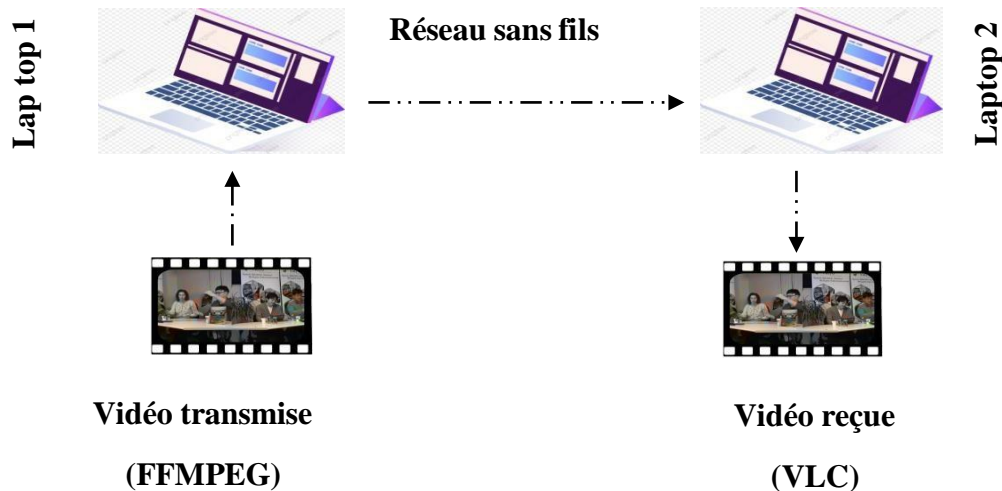 Lap top 1
Réseau sans fils
Laptop 2
Vidéo transmise
(FFMPEG)
Vidéo reçue
(VLC)